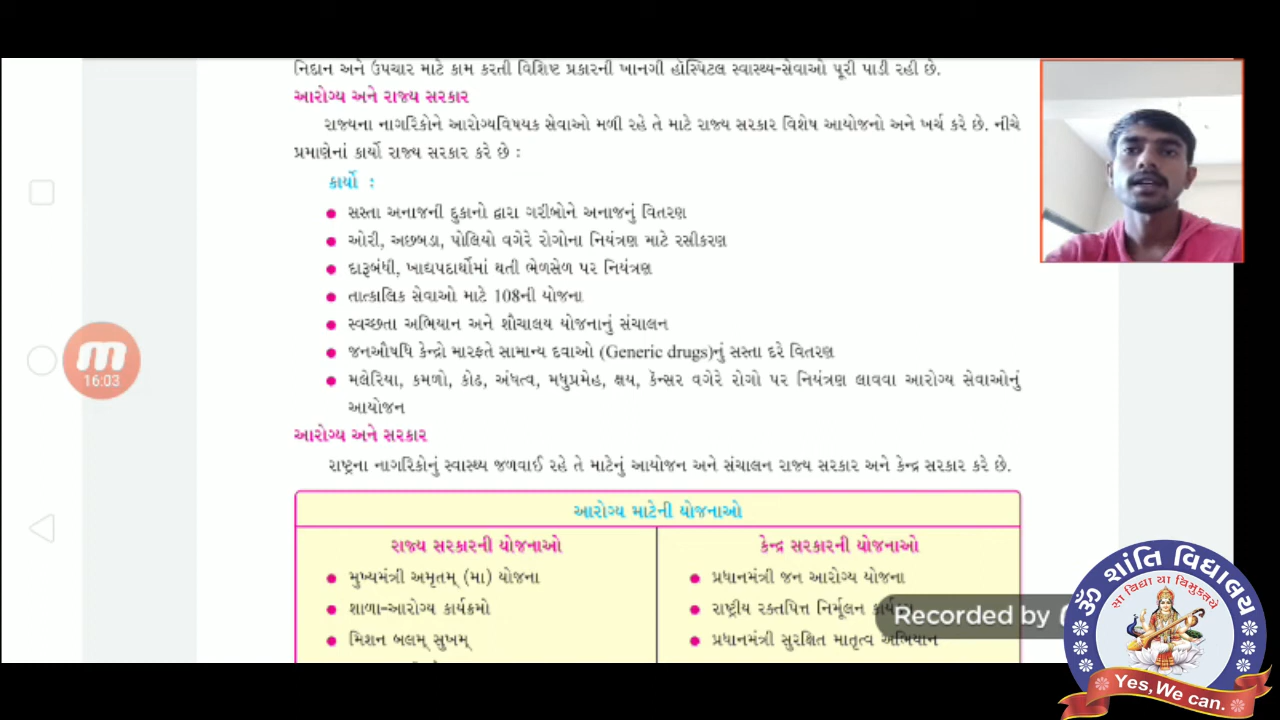 નિદાન અને ઉપચાર માટે કામ કરતી વિશિષ્ટ પ્રકારની ખાનગી હૉસ્પિટલ સ્વાસ્થ્ય-સેવાઓ પૂરી પાડી રહી છે.
આરોગ્ય અને રાજ્ય સરકાર
રાજ્યના નાગરિકોને આરોગ્યવિષયક સેવાઓ મળી રહે તે માટે રાજ્ય સરકાર વિશેષ આયોજનો અને ખર્ચ કરે છે. નીચે
પ્રમાણેનાં કાર્યો રાજ્ય સરકાર કરે છે :
કાર્યો :
● સસ્તા અનાજની દુકાનો દ્વારા ગરીબોને અનાજનું વિતરણ
● ઓરી, અછબડા, પોલિયો વગેરે રોગોના નિયંત્રણ માટે રસીકરણ
● દારૂબંધી, ખાદ્યપદાર્થોમાં થતી ભેળસેળ પર નિયંત્રણ
● તાત્કાલિક સેવાઓ માટે 108ની યોજના
● સ્વચ્છતા અભિયાન અને શૌચાલય યોજનાનું સંચાલન
● જનઔષધિ કેન્દ્રો મારફતે સામાન્ય દવાઓ (Generic drugs)નું સસ્તા દરે વિતરણ
● મલેરિયા, કમળો, કોઢ, અંધત્વ, મધુપ્રમેહ, ક્ષય, કૅન્સર વગેરે રોગો પર નિયંત્રણ લાવવા આરોગ્ય સેવાઓનું
આયોજન
આરોગ્ય અને સરકાર
રાષ્ટ્રના નાગરિકોનું સ્વાસ્થ્ય જળવાઈ રહે તે માટેનું આયોજન અને સંચાલન રાજ્ય સરકાર અને કેન્દ્ર સરકાર કરે છે.
આરોગ્ય માટેની યોજનાઓ
રાજ્ય સરકારની યોજનાઓ
● મુખ્યમંત્રી અમૃતમ્ (મા) યોજના
● શાળા-આરોગ્ય કાર્યક્રમો
● મિશન બલમ્ સુખમ્
કેન્દ્ર સરકારની યોજનાઓ
● પ્રધાનમંત્રી જન આરોગ્ય યોજના
● રાષ્ટ્રીય રક્તપિત્ત નિર્મૂલન
● પ્રધાનમંત્રી સુરક્ષિત માતૃત્વ અભિયાન
16:03
Recorded by
ૐ શાંતિ વિદ્યાલય
સા વિદ્યા યા વિમુક્તયે
Yes, We can.